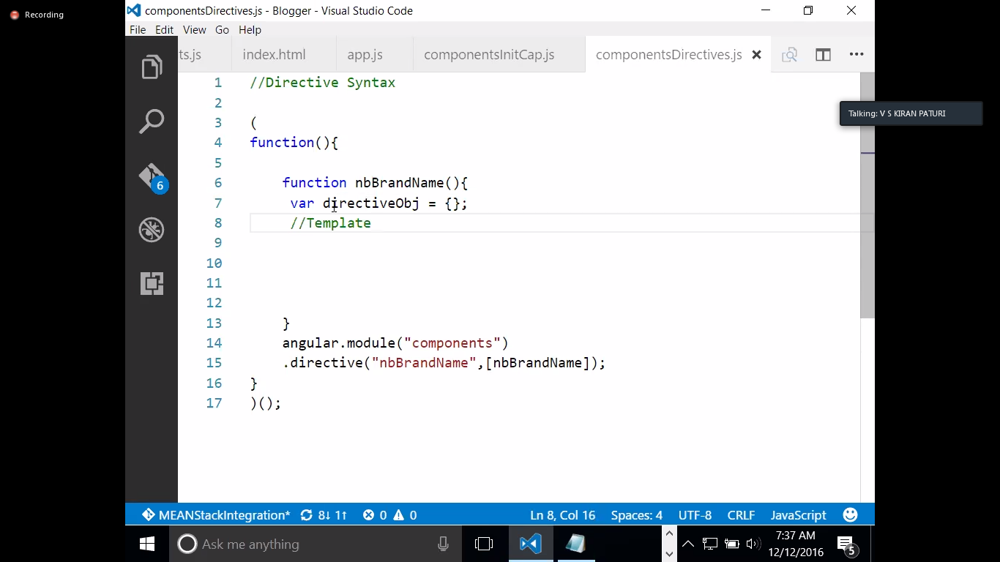 Recording
componentsDirectives.js - Blogger - Visual Studio Code
File Edit View Go Help
ts.js index.html app.js componentsInitCap.js componentsDirectives.js
Talking: V S KIRAN PATURI
1 //Directive Syntax
2
3 (
4 function(){
5
6 function nbBrandName(){
7 var directiveObj = {};
8 //Template
9
10
11
12
13 }
14 angular.module("components")
15 .directive("nbBrandName",[nbBrandName]);
16 }
17 )();
6
MEANStackIntegration* 8↓ 1↑ 0 0 Ln 8, Col 16 Spaces: 4 UTF-8 CRLF JavaScript
Ask me anything
7:37 AM
12/12/2016
5